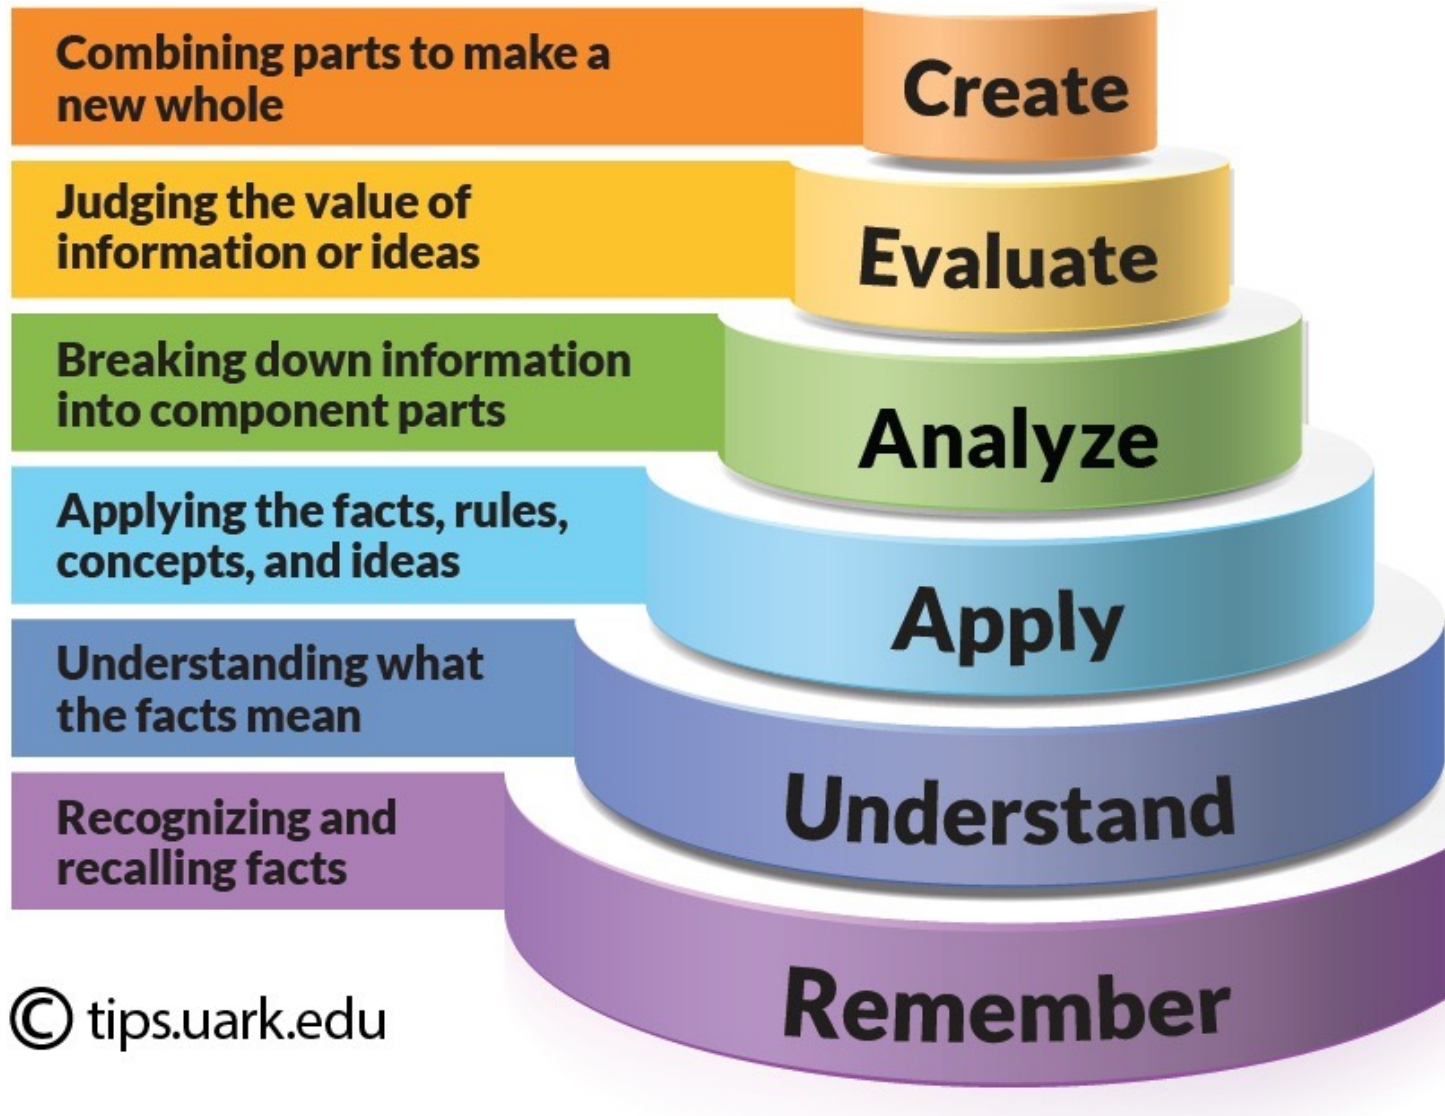 Combining parts to make a
new whole
Create
Judging the value of
information or ideas
Evaluate
Breaking down information
into component parts
Analyze
Applying the facts, rules,
concepts, and ideas
Apply
Understanding what
the facts mean
Understand
Recognizing and
recalling facts
Remember
© tips.uark.edu